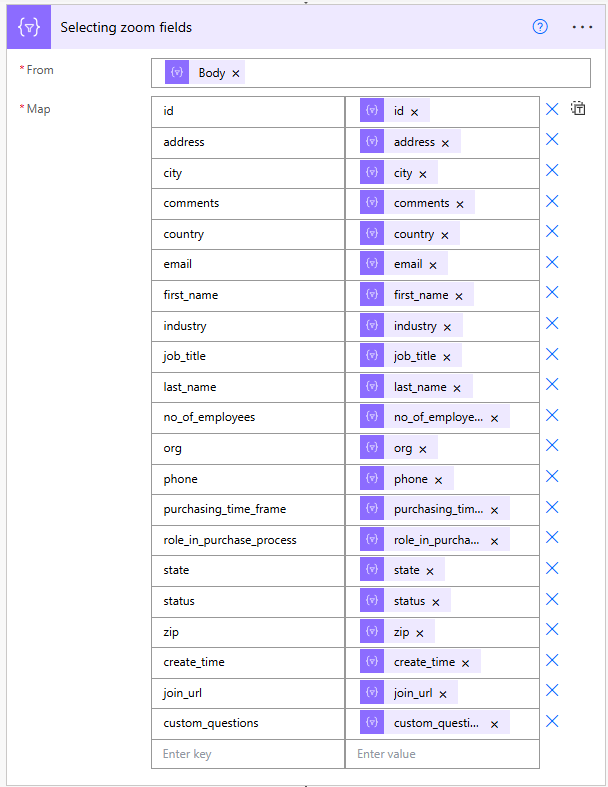 Selecting zoom fields
* From Body
* Map id id
address address
city city
comments comments
country country
email email
first_name first_name
industry industry
job_title job_title
last_name last_name
no_of_employees no_of_employe...
org org
phone phone
purchasing_time_frame purchasing_tim...
role_in_purchase_process role_in_purcha...
state state
status status
zip zip
create_time create_time
join_url join_url
custom_questions custom_questi...
Enter key Enter value